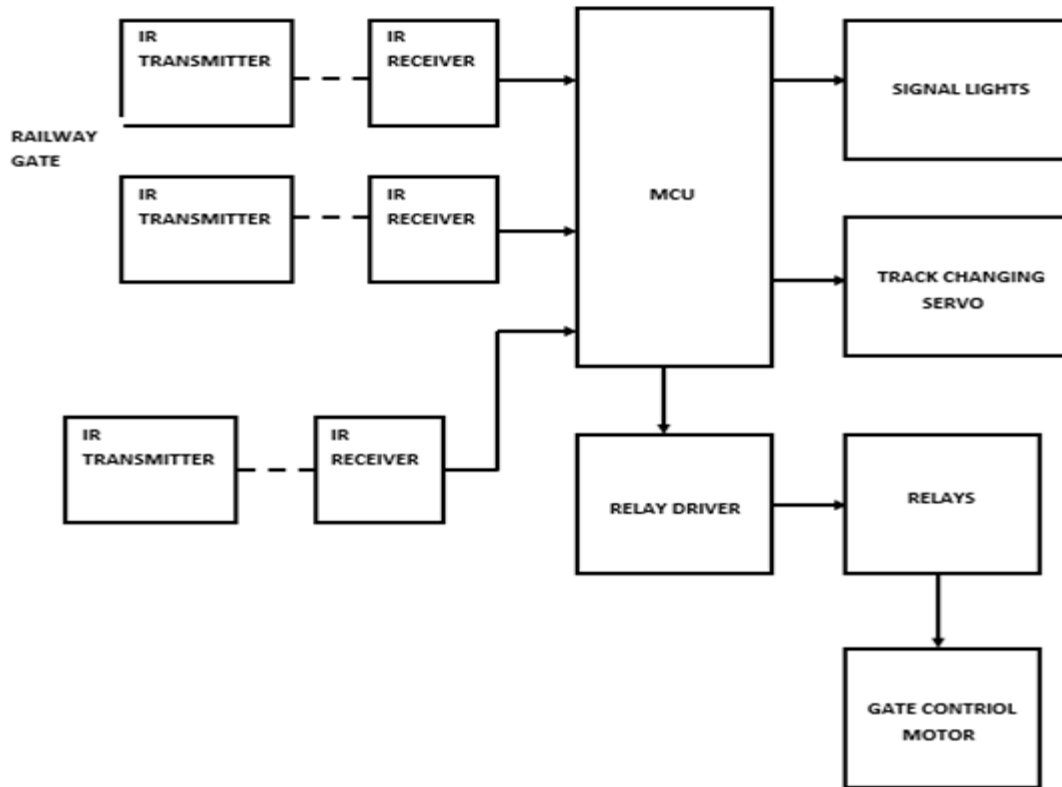 IR
TRANSMITTER
IR
RECEIVER
SIGNAL LIGHTS
RAILWAY
GATE
IR
TRANSMITTER
IR
RECEIVER
MCU
TRACK CHANGING
SERVO
IR
TRANSMITTER
IR
RECEIVER
RELAY DRIVER
RELAYS
GATE CONTRIOL
MOTOR